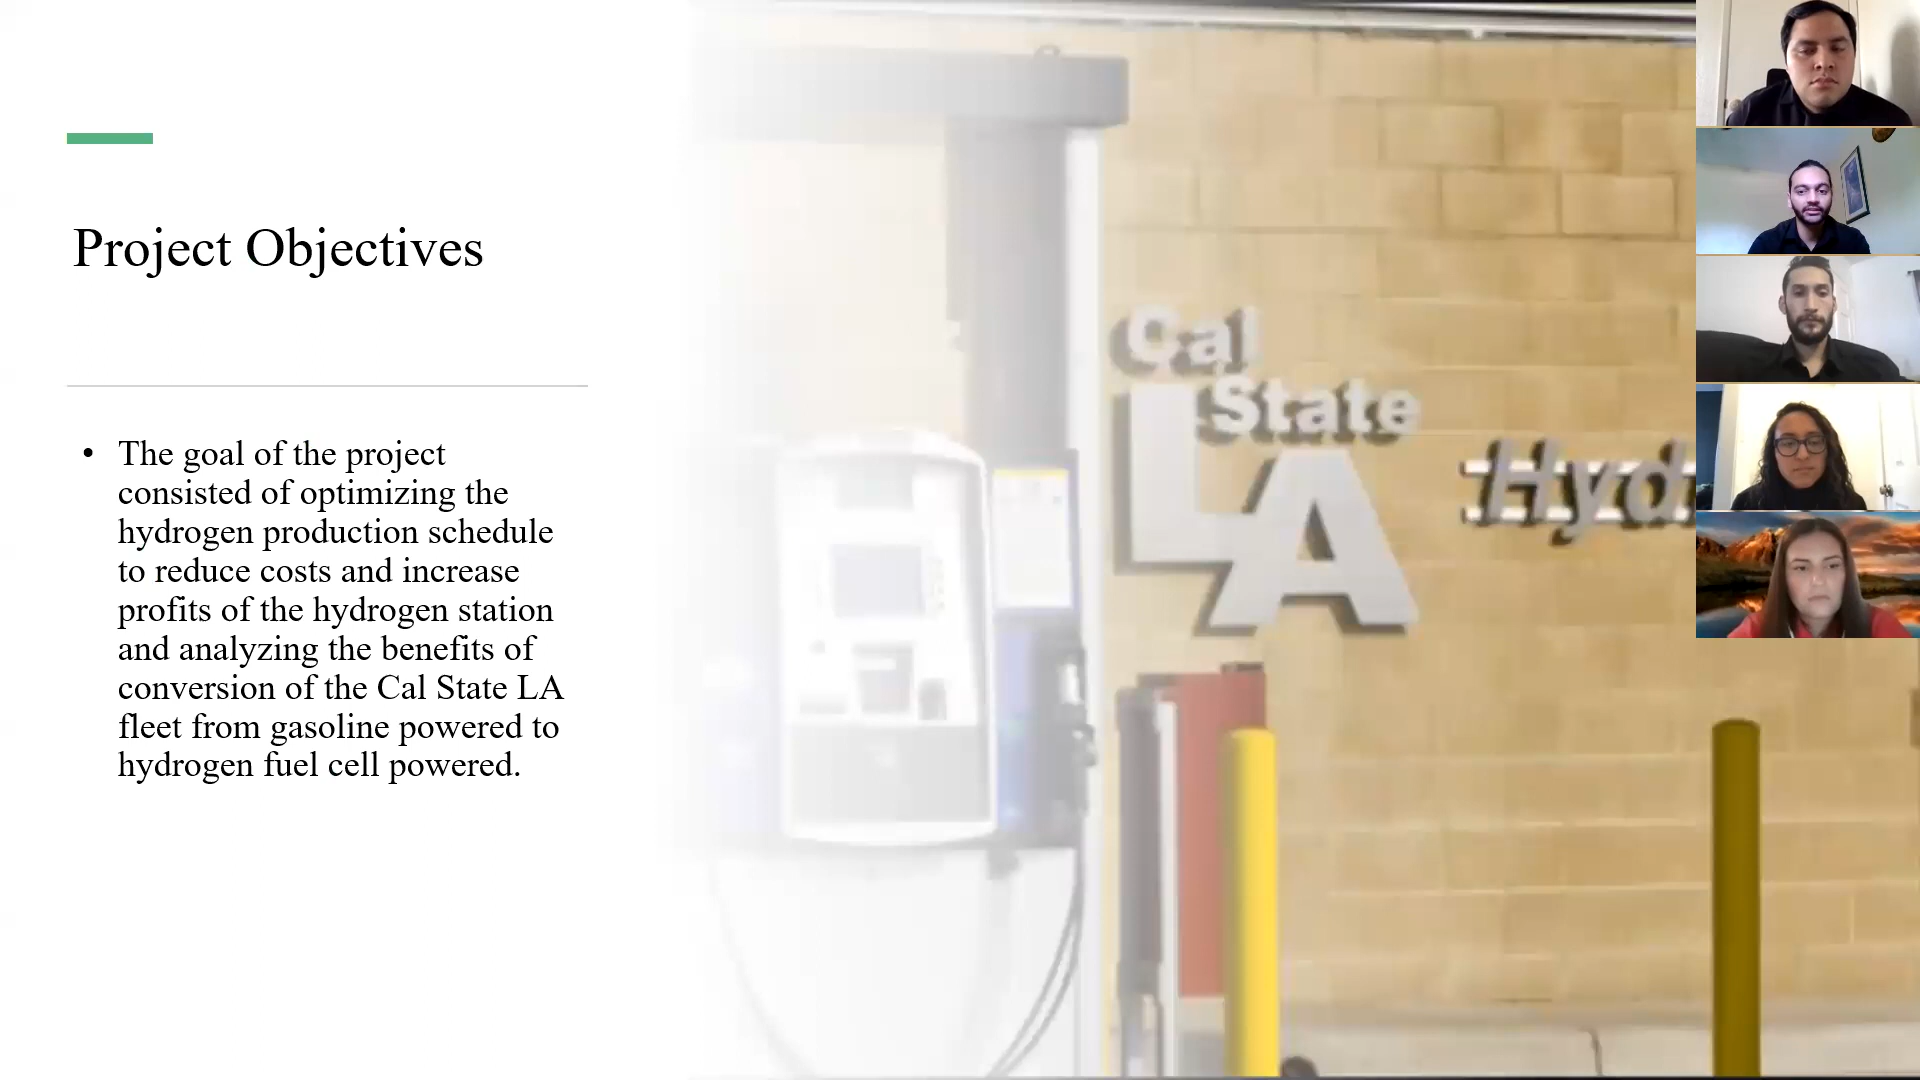 Project Objectives
• The goal of the project
consisted of optimizing the
hydrogen production schedule
to reduce costs and increase
profits of the hydrogen station
and analyzing the benefits of
conversion of the Cal State LA
fleet from gasoline powered to
hydrogen fuel cell powered.
Cal
State
LA
Hyd